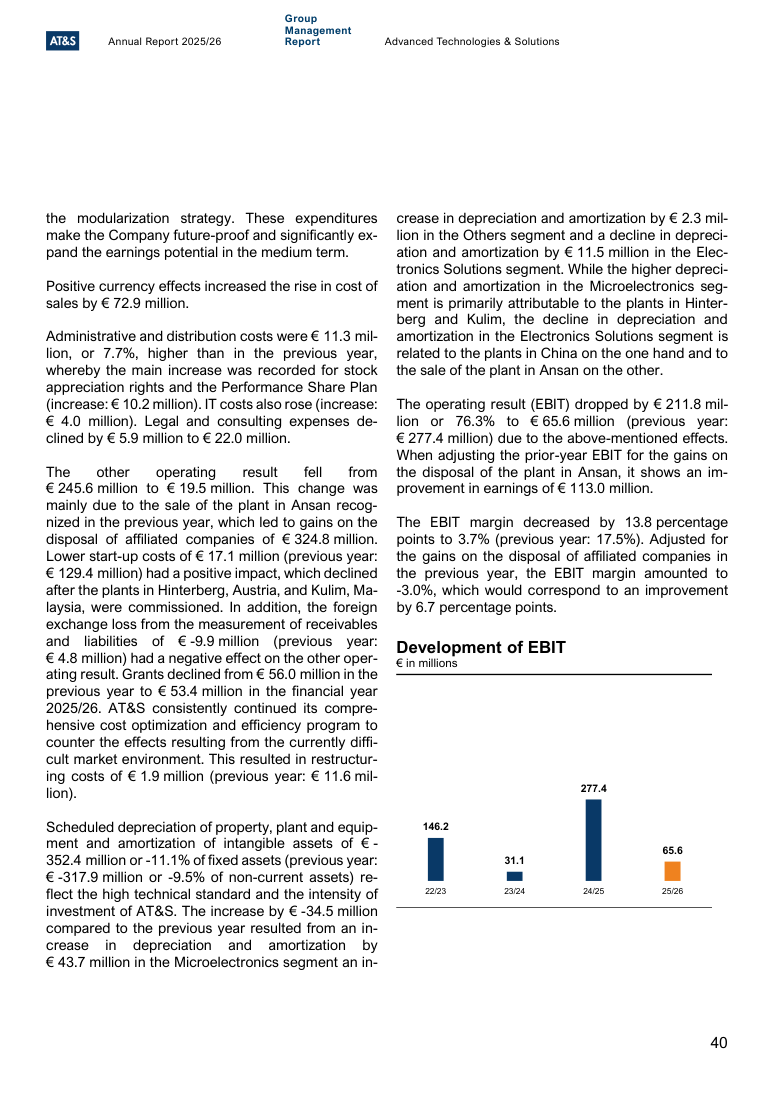 AT&S
Annual Report 2025/26
Group
Management
Report
Advanced Technologies & Solutions
the modularization strategy. These expenditures
make the Company future-proof and significantly ex-
pand the earnings potential in the medium term.
Positive currency effects increased the rise in cost of
sales by € 72.9 million.
Administrative and distribution costs were € 11.3 mil-
lion, or 7.7%, higher than in the previous year,
whereby the main increase was recorded for stock
appreciation rights and the Performance Share Plan
(increase: € 10.2 million). IT costs also rose (increase:
€ 4.0 million). Legal and consulting expenses de-
clined by € 5.9 million to € 22.0 million.
The other operating result fell from
€ 245.6 million to € 19.5 million. This change was
mainly due to the sale of the plant in Ansan recog-
nized in the previous year, which led to gains on the
disposal of affiliated companies of € 324.8 million.
Lower start-up costs of € 17.1 million (previous year:
€ 129.4 million) had a positive impact, which declined
after the plants in Hinterberg, Austria, and Kulim, Ma-
laysia, were commissioned. In addition, the foreign
exchange loss from the measurement of receivables
and liabilities of € -9.9 million (previous year:
€ 4.8 million) had a negative effect on the other oper-
ating result. Grants declined from € 56.0 million in the
previous year to € 53.4 million in the financial year
2025/26. AT&S consistently continued its compre-
hensive cost optimization and efficiency program to
counter the effects resulting from the currently diffi-
cult market environment. This resulted in restructur-
ing costs of € 1.9 million (previous year: € 11.6 mil-
lion).
Scheduled depreciation of property, plant and equip-
ment and amortization of intangible assets of € -
352.4 million or -11.1% of fixed assets (previous year:
€ -317.9 million or -9.5% of non-current assets) re-
flect the high technical standard and the intensity of
investment of AT&S. The increase by € -34.5 million
compared to the previous year resulted from an in-
crease in depreciation and amortization by
€ 43.7 million in the Microelectronics segment an in-
crease in depreciation and amortization by € 2.3 mil-
lion in the Others segment and a decline in depreci-
ation and amortization by € 11.5 million in the Elec-
tronics Solutions segment. While the higher depreci-
ation and amortization in the Microelectronics seg-
ment is primarily attributable to the plants in Hinter-
berg and Kulim, the decline in depreciation and
amortization in the Electronics Solutions segment is
related to the plants in China on the one hand and to
the sale of the plant in Ansan on the other.
The operating result (EBIT) dropped by € 211.8 mil-
lion or 76.3% to € 65.6 million (previous year:
€ 277.4 million) due to the above-mentioned effects.
When adjusting the prior-year EBIT for the gains on
the disposal of the plant in Ansan, it shows an im-
provement in earnings of € 113.0 million.
The EBIT margin decreased by 13.8 percentage
points to 3.7% (previous year: 17.5%). Adjusted for
the gains on the disposal of affiliated companies in
the previous year, the EBIT margin amounted to
-3.0%, which would correspond to an improvement
by 6.7 percentage points.
Development of EBIT
€ in millions
146.2
31.1
277.4
65.6
22/23
23/24
24/25
25/26
40